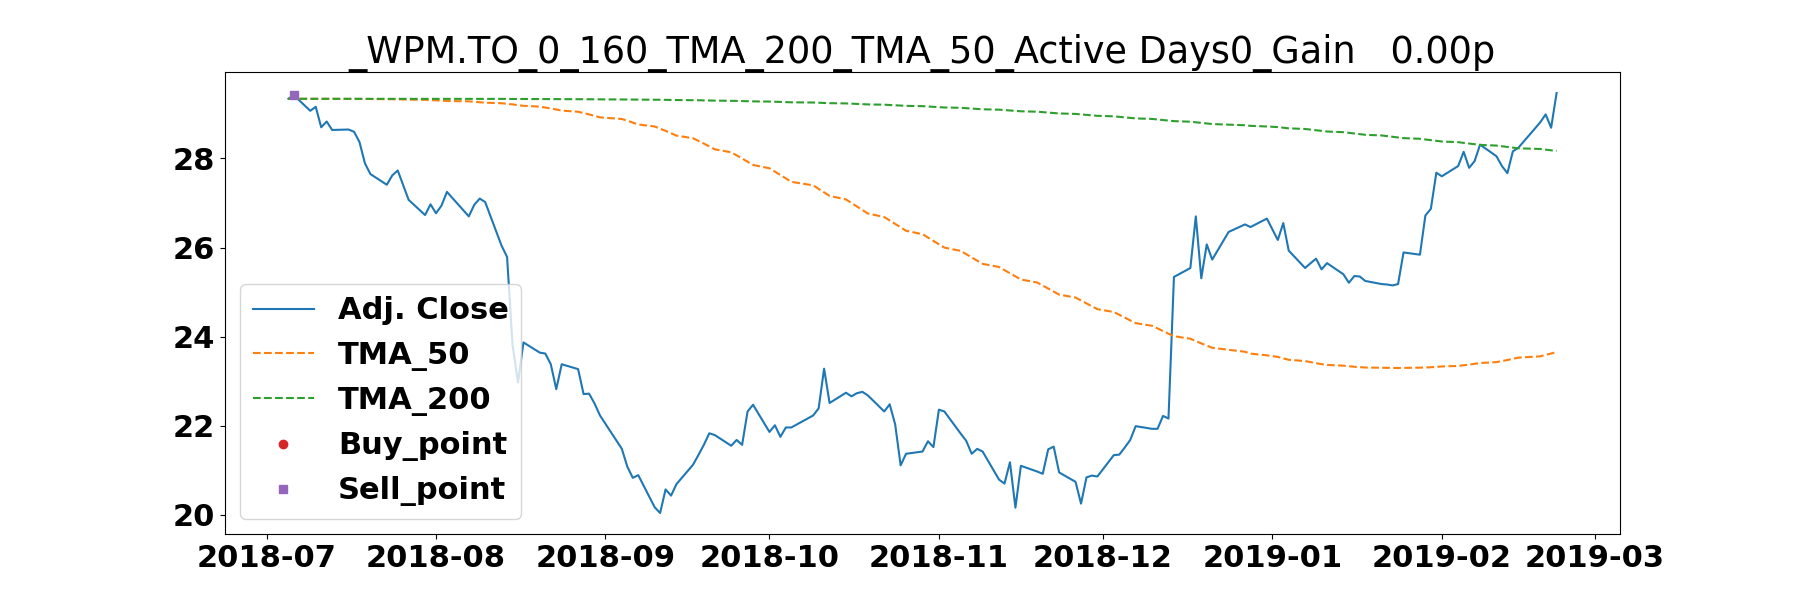 _WPM.TO_0_160_TMA_200_TMA_50_Active Days0_Gain   0.00p
28
26
24
22
20
Adj. Close
TMA_50
TMA_200
Buy_point
Sell_point
2018-07 2018-08 2018-09 2018-10 2018-11 2018-12 2019-01 2019-02 2019-03